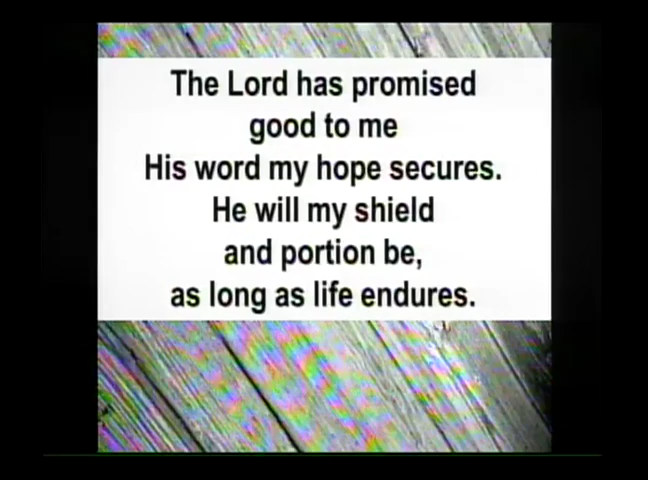 The Lord has promised
good to me
His word my hope secures.
He will my shield
and portion be,
as long as life endures.